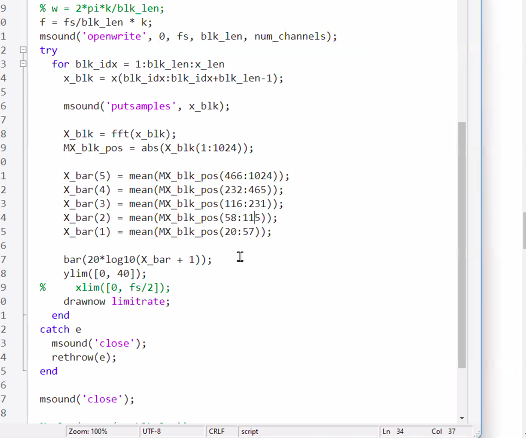 9 % w = 2*pi*k/blk_len;
0 f = fs/blk_len * k;
1 msound('openwrite', 0, fs, blk_len, num_channels);
2 try
3 for blk_idx = 1:blk_len:x_len
4 x_blk = x(blk_idx:blk_idx+blk_len-1);
5
6 msound('putsamples', x_blk);
7
8 X_blk = fft(x_blk);
9 MX_blk_pos = abs(X_blk(1:1024));
0
1 X_bar(5) = mean(MX_blk_pos(466:1024));
2 X_bar(4) = mean(MX_blk_pos(232:465));
3 X_bar(3) = mean(MX_blk_pos(116:231));
4 X_bar(2) = mean(MX_blk_pos(58:115));
5 X_bar(1) = mean(MX_blk_pos(20:57));
6
7 bar(20*log10(X_bar + 1));
8 ylim([0, 40]);
9 % xlim([0, fs/2]);
0 drawnow limitrate;
1 end
2 catch e
3 msound('close');
4 rethrow(e);
5 end
6
7 msound('close');
8
Zoom: 100% UTF-8 CRLF script Ln 34 Col 37